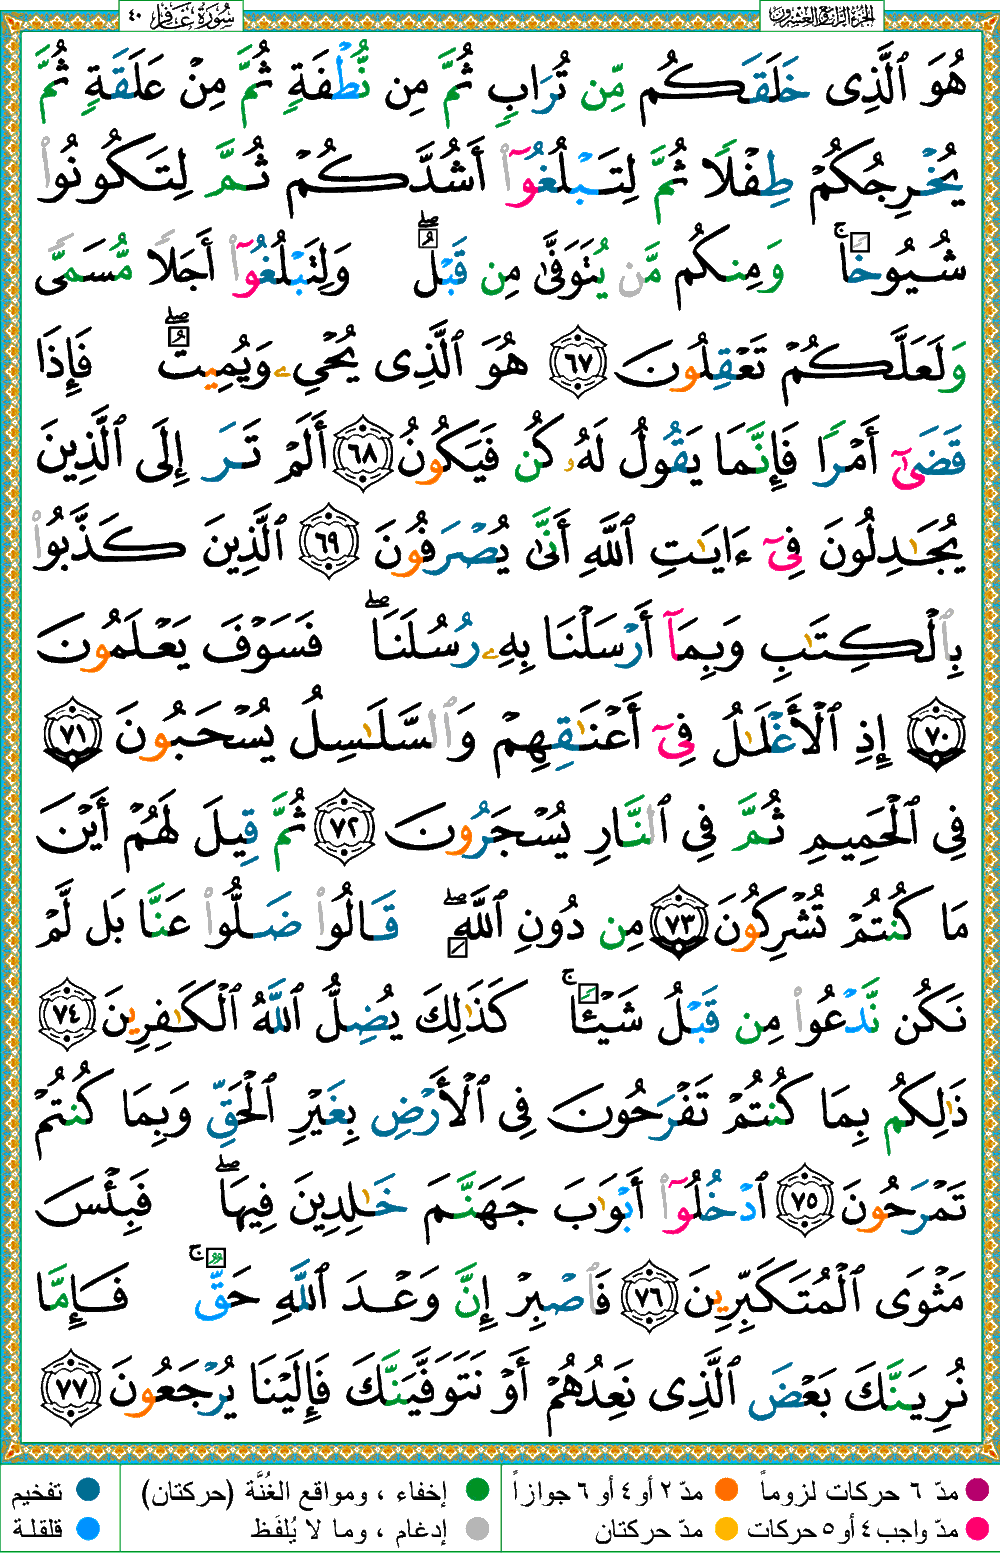 الجزء الرابع والعشرون
سورة غافر ٤٠
هُوَ ٱلَّذِى خَلَقَكُم مِّن تُرَابٍ ثُمَّ مِن نُّطْفَةٍ ثُمَّ مِنْ عَلَقَةٍ ثُمَّ
يُخْرِجُكُمْ طِفْلًا ثُمَّ لِتَبْلُغُوٓا۟ أَشُدَّكُمْ ثُمَّ لِتَكُونُوا۟
شُيُوخًا ۚ وَمِنكُم مَّن يُتَوَفَّىٰ مِن قَبْلُ ۖ وَلِتَبْلُغُوٓا۟ أَجَلًا مُّسَمًّى
وَلَعَلَّكُمْ تَعْقِلُونَ ٦٧ هُوَ ٱلَّذِى يُحْىِۦ وَيُمِيتُ ۖ فَإِذَا
قَضَىٰٓ أَمْرًا فَإِنَّمَا يَقُولُ لَهُۥ كُن فَيَكُونُ ٦٨ أَلَمْ تَرَ إِلَى ٱلَّذِينَ
يُجَـٰدِلُونَ فِىٓ ءَايَـٰتِ ٱللَّهِ أَنَّىٰ يُصْرَفُونَ ٦٩ ٱلَّذِينَ كَذَّبُوا۟
بِٱلْكِتَـٰبِ وَبِمَآ أَرْسَلْنَا بِهِۦ رُسُلَنَا ۖ فَسَوْفَ يَعْلَمُونَ
٧٠ إِذِ ٱلْأَغْلَـٰلُ فِىٓ أَعْنَـٰقِهِمْ وَٱلسَّلَـٰسِلُ يُسْحَبُونَ ٧١
فِى ٱلْحَمِيمِ ثُمَّ فِى ٱلنَّارِ يُسْجَرُونَ ٧٢ ثُمَّ قِيلَ لَهُمْ أَيْنَ
مَا كُنتُمْ تُشْرِكُونَ ٧٣ مِن دُونِ ٱللَّهِ ۖ قَالُوا۟ ضَلُّوا۟ عَنَّا بَل لَّمْ
نَكُن نَّدْعُوا۟ مِن قَبْلُ شَيْـًٔا ۚ كَذَٰلِكَ يُضِلُّ ٱللَّهُ ٱلْكَـٰفِرِينَ ٧٤
ذَٰلِكُم بِمَا كُنتُمْ تَفْرَحُونَ فِى ٱلْأَرْضِ بِغَيْرِ ٱلْحَقِّ وَبِمَا كُنتُمْ
تَمْرَحُونَ ٧٥ ٱدْخُلُوٓا۟ أَبْوَٰبَ جَهَنَّمَ خَـٰلِدِينَ فِيهَا ۖ فَبِئْسَ
مَثْوَى ٱلْمُتَكَبِّرِينَ ٧٦ فَٱصْبِرْ إِنَّ وَعْدَ ٱللَّهِ حَقٌّ ۚ فَإِمَّا
نُرِيَنَّكَ بَعْضَ ٱلَّذِى نَعِدُهُمْ أَوْ نَتَوَفَّيَنَّكَ فَإِلَيْنَا يُرْجَعُونَ ٧٧
مدّ ٦ حركات لزوماً مدّ ٢ أو ٤ أو ٦ جوازاً إخفاء ، ومواقع الغُنَّة (حركتان) تفخيم
مدّ واجب ٤ أو ٥ حركات مدّ حركتان إدغام ، وما لا يُلفَظ قلقلة